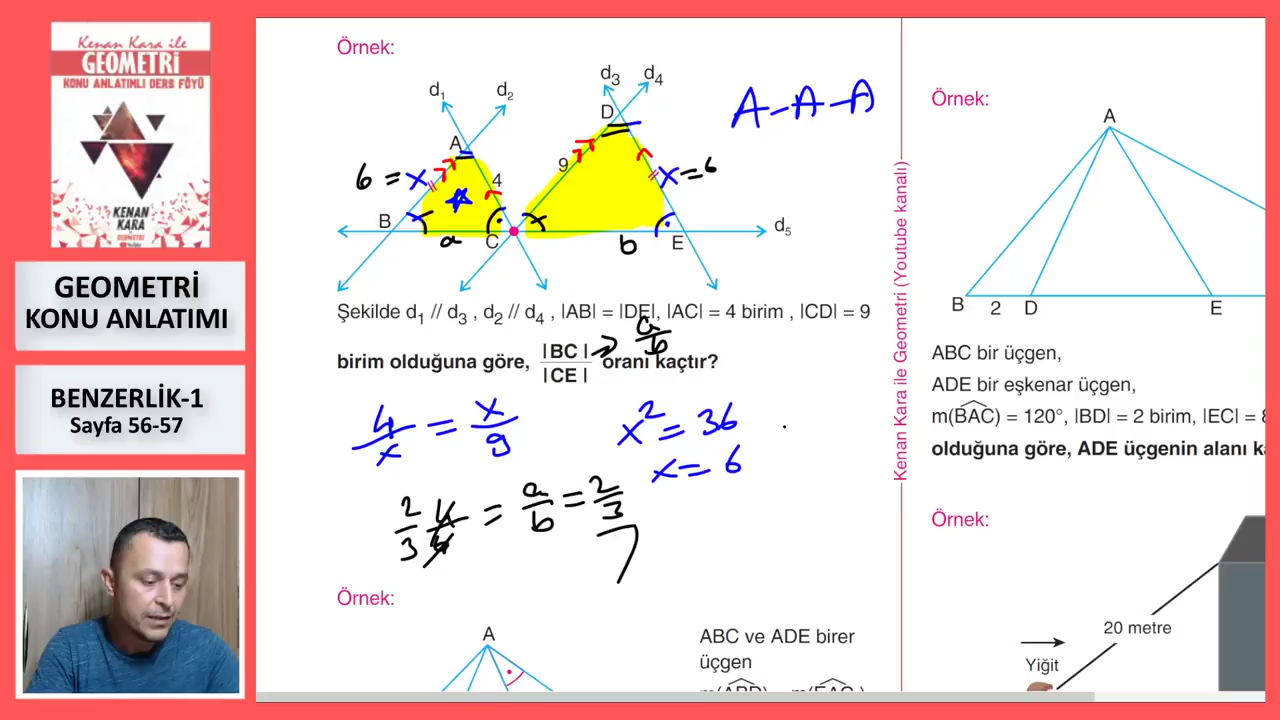 Kenan Kara ile
GEOMETRİ
KONU ANLATIMLI DERS FÖYÜ
KENAN
KARA
GEOMETRİ
KONU ANLATIMI
BENZERLİK-1
Sayfa 56-57
Örnek:
d1 d2 d3 d4
A D
6 = x 4 9 x = 6
B a C b E d5
A-A-A
Şekilde d1 // d3 , d2 // d4 , |AB| = |DE|, |AC| = 4 birim , |CD| = 9
birim olduğuna göre, |BC| / |CE| oranı kaçtır?
a/b
4/x = x/9
x² = 36
x = 6
2/3 4/6 = a/b = 2/3
Örnek:
A
ABC ve ADE birer
üçgen
Kenan Kara ile Geometri (Youtube kanalı)
Örnek:
A
B 2 D E
ABC bir üçgen,
ADE bir eşkenar üçgen,
m(BAC) = 120°, |BD| = 2 birim, |EC| = 8
olduğuna göre, ADE üçgenin alanı ka
Örnek:
20 metre
Yiğit